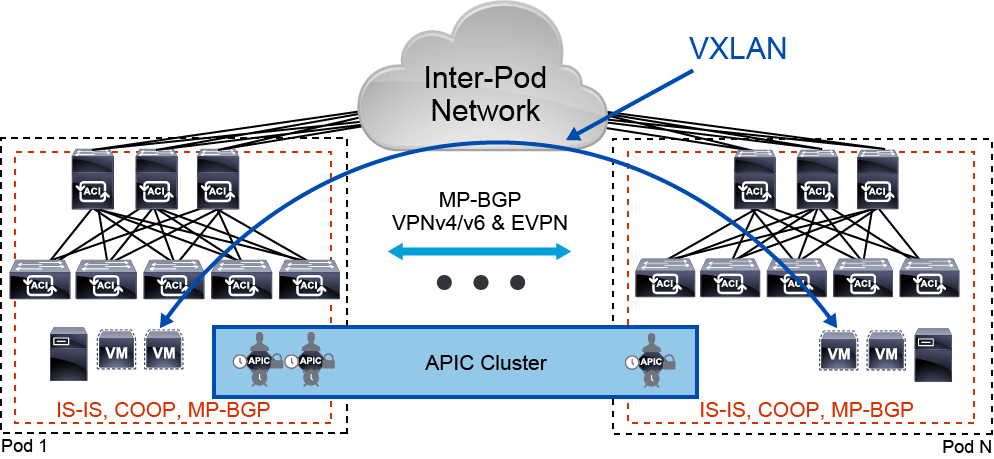 VXLAN
Inter-Pod
Network
ACI ACI ACI
ACI ACI ACI
MP-BGP
VPNv4/v6 & EVPN
ACI ACI ACI ACI ACI
ACI ACI ACI ACI ACI
VM VM
VM VM
APIC APIC
APIC Cluster
APIC
IS-IS, COOP, MP-BGP
IS-IS, COOP, MP-BGP
Pod 1
Pod N